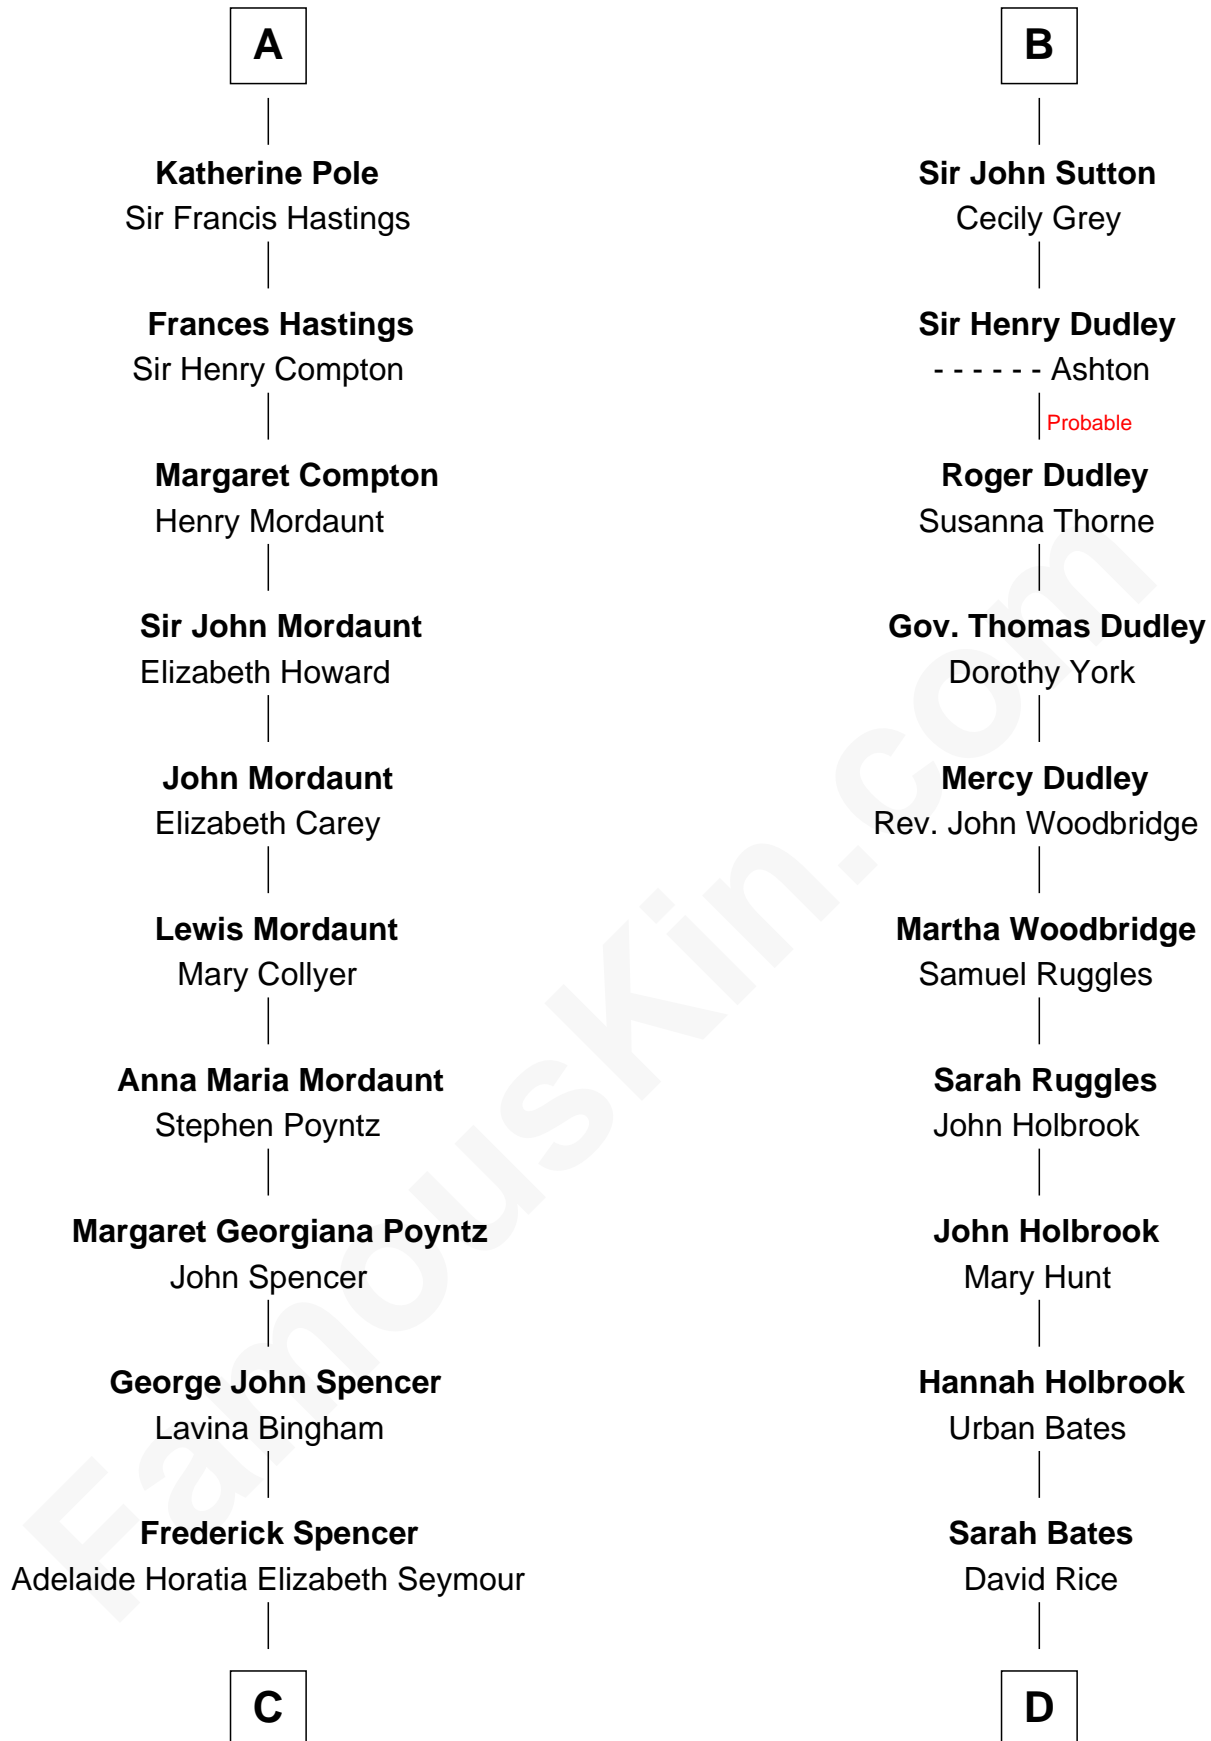 A
Katherine Pole
Sir Francis Hastings
Frances Hastings
Sir Henry Compton
Margaret Compton
Henry Mordaunt
Sir John Mordaunt
Elizabeth Howard
John Mordaunt
Elizabeth Carey
Lewis Mordaunt
Mary Collyer
Anna Maria Mordaunt
Stephen Poyntz
Margaret Georgiana Poyntz
John Spencer
George John Spencer
Lavina Bingham
Frederick Spencer
Adelaide Horatia Elizabeth Seymour
C
B
Sir John Sutton
Cecily Grey
Sir Henry Dudley
- - - - - - Ashton
Probable
Roger Dudley
Susanna Thorne
Gov. Thomas Dudley
Dorothy York
Mercy Dudley
Rev. John Woodbridge
Martha Woodbridge
Samuel Ruggles
Sarah Ruggles
John Holbrook
John Holbrook
Mary Hunt
Hannah Holbrook
Urban Bates
Sarah Bates
David Rice
D
FamousKin.com